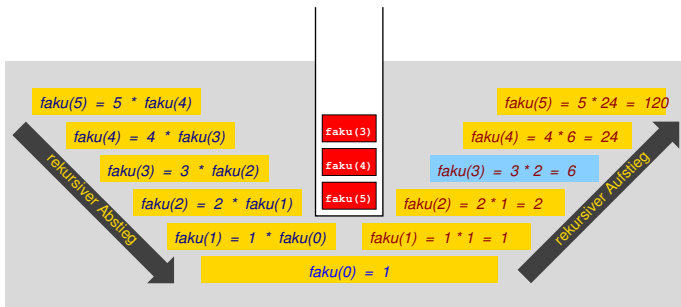 faku(5) = 5 * faku(4)
faku(4) = 4 * faku(3)
faku(3) = 3 * faku(2)
faku(2) = 2 * faku(1)
faku(1) = 1 * faku(0)
faku(0) = 1
rekursiver Abstieg
faku(3)
faku(4)
faku(5)
faku(5) = 5 * 24 = 120
faku(4) = 4 * 6 = 24
faku(3) = 3 * 2 = 6
faku(2) = 2 * 1 = 2
faku(1) = 1 * 1 = 1
rekursiver Aufstieg